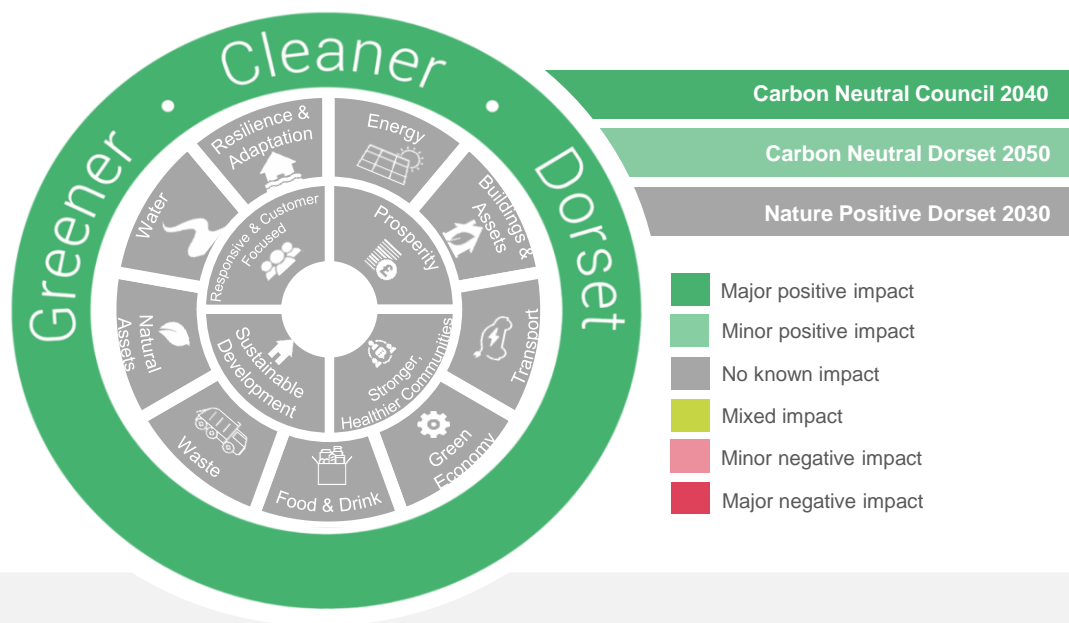 Greener · Cleaner · Dorset
Carbon Neutral Council 2040
Carbon Neutral Dorset 2050
Nature Positive Dorset 2030
Resilience &
Adaptation
Energy
Buildings &
Assets
Transport
Green
Economy
Food & Drink
Waste
Natural
Assets
Water
Responsive & Customer
Focused
Prosperity
£
Stronger,
Healthier Communities
Sustainable
Development
Major positive impact
Minor positive impact
No known impact
Mixed impact
Minor negative impact
Major negative impact